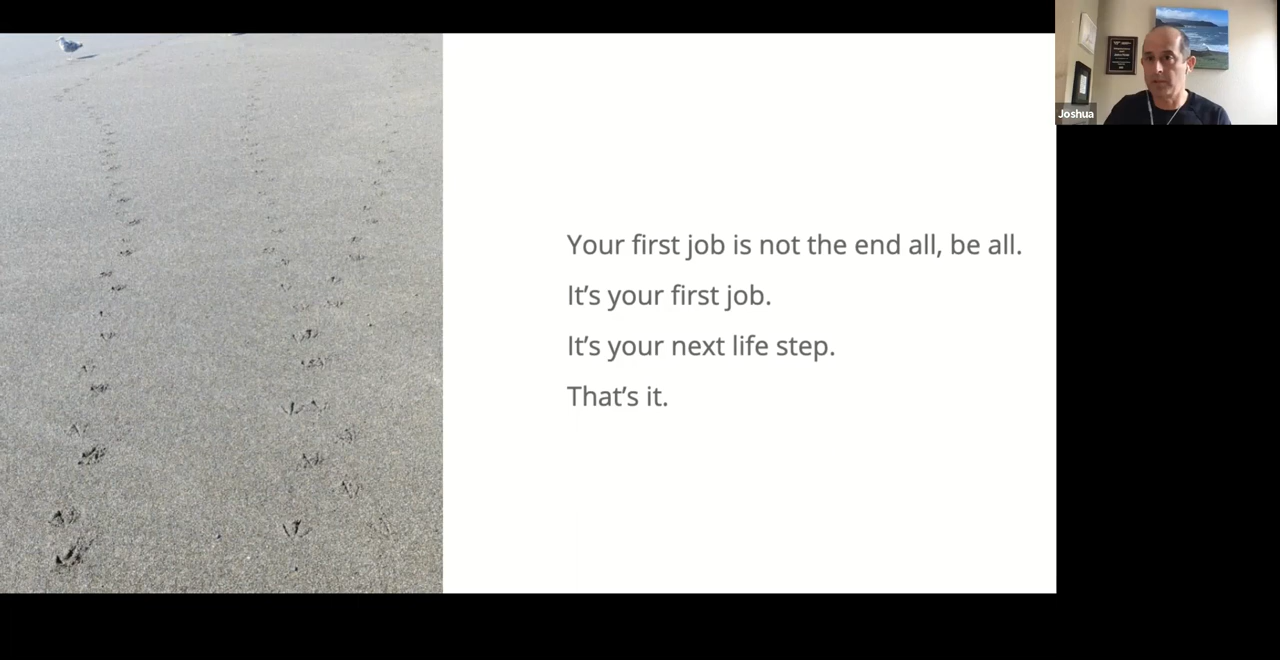 Joshua
Your first job is not the end all, be all.
It’s your first job.
It’s your next life step.
That’s it.